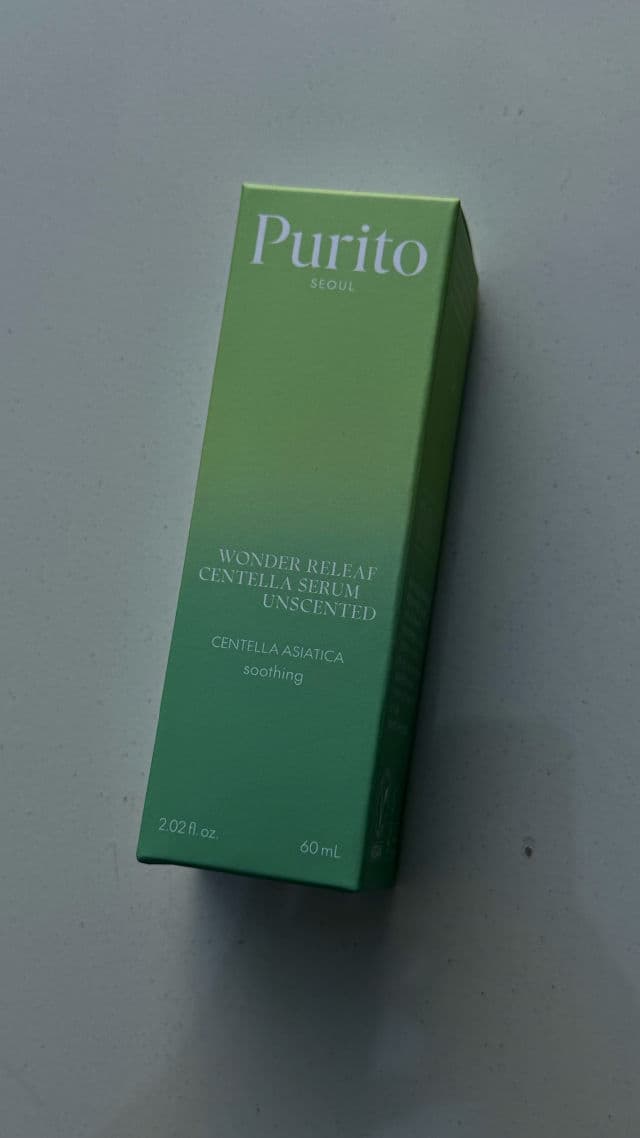 Purito
SEOUL
WONDER RELEAF
CENTELLA SERUM
UNSCENTED
CENTELLA ASIATICA
soothing
2.02 fl. oz.
60 mL